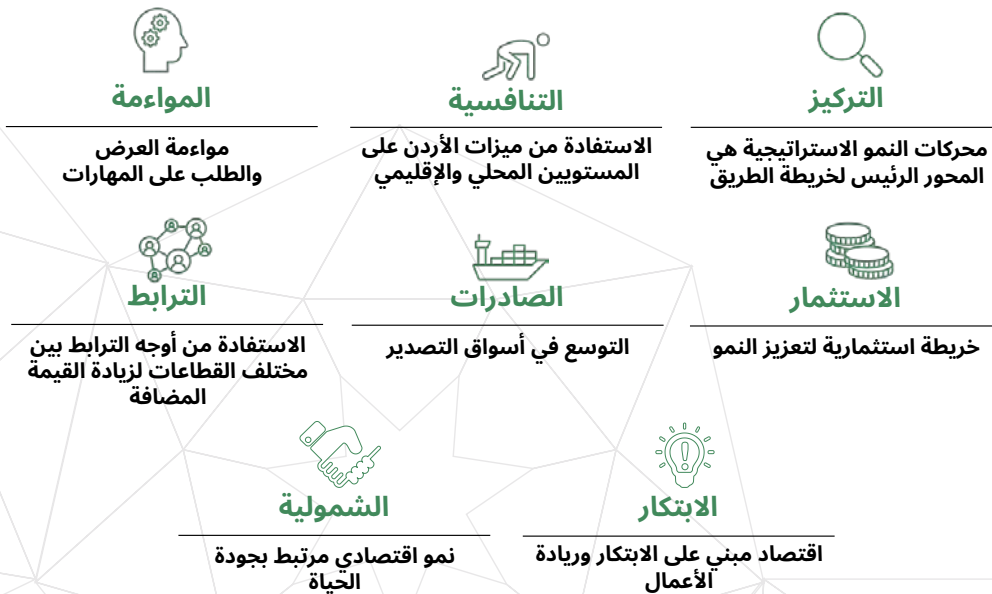 التركيز
محركات النمو الاستراتيجية هي
المحور الرئيس لخريطة الطريق
التنافسية
الاستفادة من ميزات الأردن على
المستويين المحلي والإقليمي
المواءمة
مواءمة العرض
والطلب على المهارات
الاستثمار
خريطة استثمارية لتعزيز النمو
الصادرات
التوسع في أسواق التصدير
الترابط
الاستفادة من أوجه الترابط بين
مختلف القطاعات لزيادة القيمة
المضافة
الابتكار
اقتصاد مبني على الابتكار وريادة
الأعمال
الشمولية
نمو اقتصادي مرتبط بجودة
الحياة